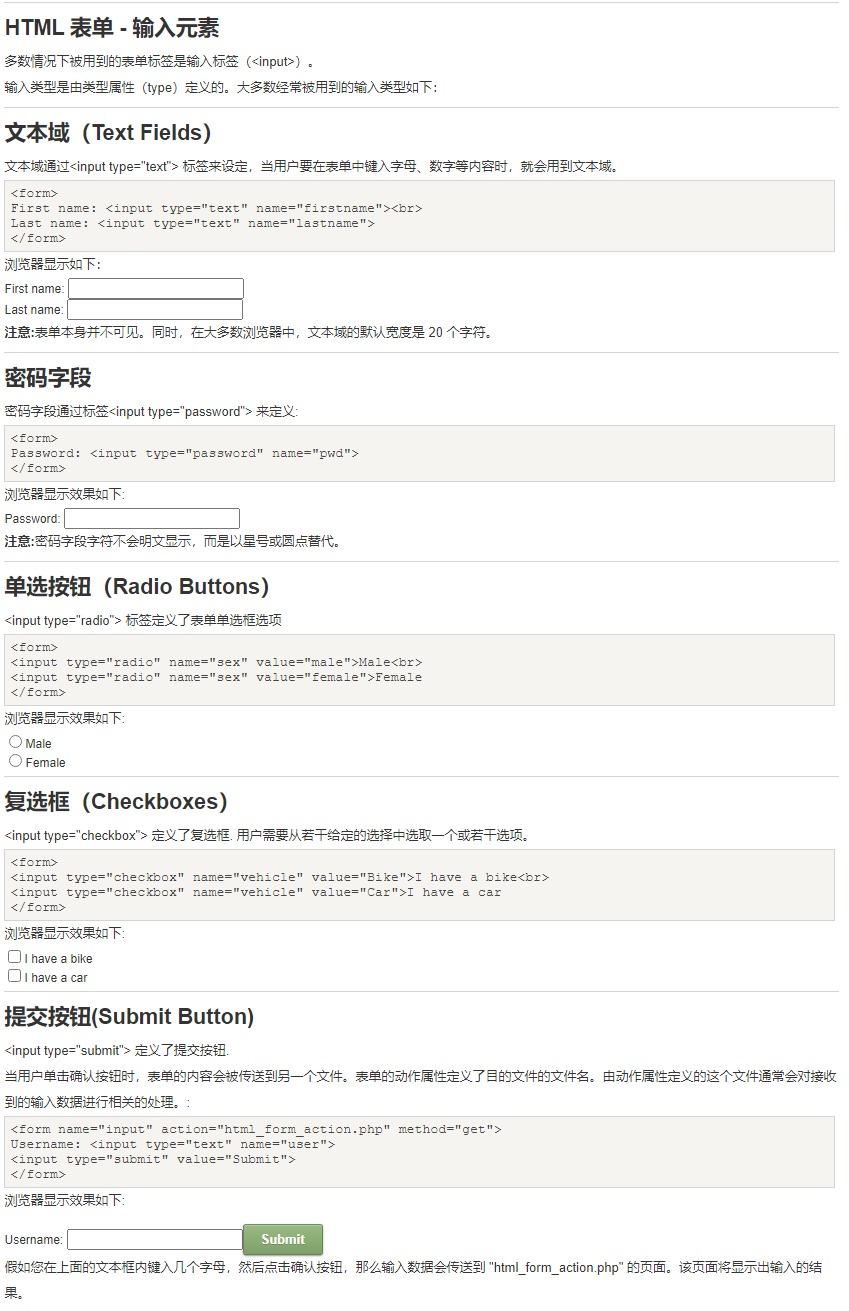 HTML 表单 - 输入元素
多数情况下被用到的表单标签是输入标签（<input>）。
输入类型是由类型属性（type）定义的。大多数经常被用到的输入类型如下：
文本域（Text Fields）
文本域通过<input type="text"> 标签来设定，当用户要在表单中键入字母、数字等内容时，就会用到文本域。
<form>
First name: <input type="text" name="firstname"><br>
Last name: <input type="text" name="lastname">
</form>
浏览器显示如下：
First name:
Last name:
注意:表单本身并不可见。同时，在大多数浏览器中，文本域的默认宽度是 20 个字符。
密码字段
密码字段通过标签<input type="password"> 来定义:
<form>
Password: <input type="password" name="pwd">
</form>
浏览器显示效果如下:
Password:
注意:密码字段字符不会明文显示，而是以星号或圆点替代。
单选按钮（Radio Buttons）
<input type="radio"> 标签定义了表单单选框选项
<form>
<input type="radio" name="sex" value="male">Male<br>
<input type="radio" name="sex" value="female">Female
</form>
浏览器显示效果如下:
Male
Female
复选框（Checkboxes）
<input type="checkbox"> 定义了复选框. 用户需要从若干给定的选择中选取一个或若干选项。
<form>
<input type="checkbox" name="vehicle" value="Bike">I have a bike<br>
<input type="checkbox" name="vehicle" value="Car">I have a car
</form>
浏览器显示效果如下:
I have a bike
I have a car
提交按钮(Submit Button)
<input type="submit"> 定义了提交按钮.
当用户单击确认按钮时，表单的内容会被传送到另一个文件。表单的动作属性定义了目的文件的文件名。由动作属性定义的这个文件通常会对接收
到的输入数据进行相关的处理。:
<form name="input" action="html_form_action.php" method="get">
Username: <input type="text" name="user">
<input type="submit" value="Submit">
</form>
浏览器显示效果如下:
Username: Submit
假如您在上面的文本框内键入几个字母，然后点击确认按钮，那么输入数据会传送到 "html_form_action.php" 的页面。该页面将显示出输入的结
果。